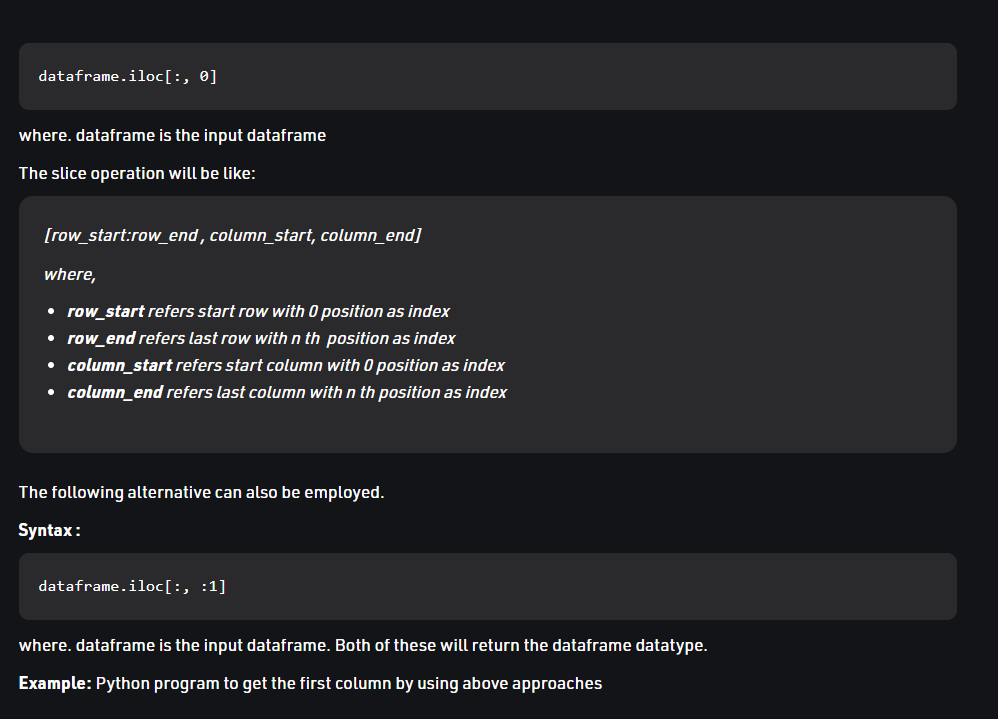 dataframe.iloc[:, 0]
where. dataframe is the input dataframe
The slice operation will be like:
[row_start:row_end , column_start, column_end]
where,
• row_start refers start row with 0 position as index
• row_end refers last row with n th  position as index
• column_start refers start column with 0 position as index
• column_end refers last column with n th position as index
The following alternative can also be employed.
Syntax :
dataframe.iloc[:, :1]
where. dataframe is the input dataframe. Both of these will return the dataframe datatype.
Example: Python program to get the first column by using above approaches